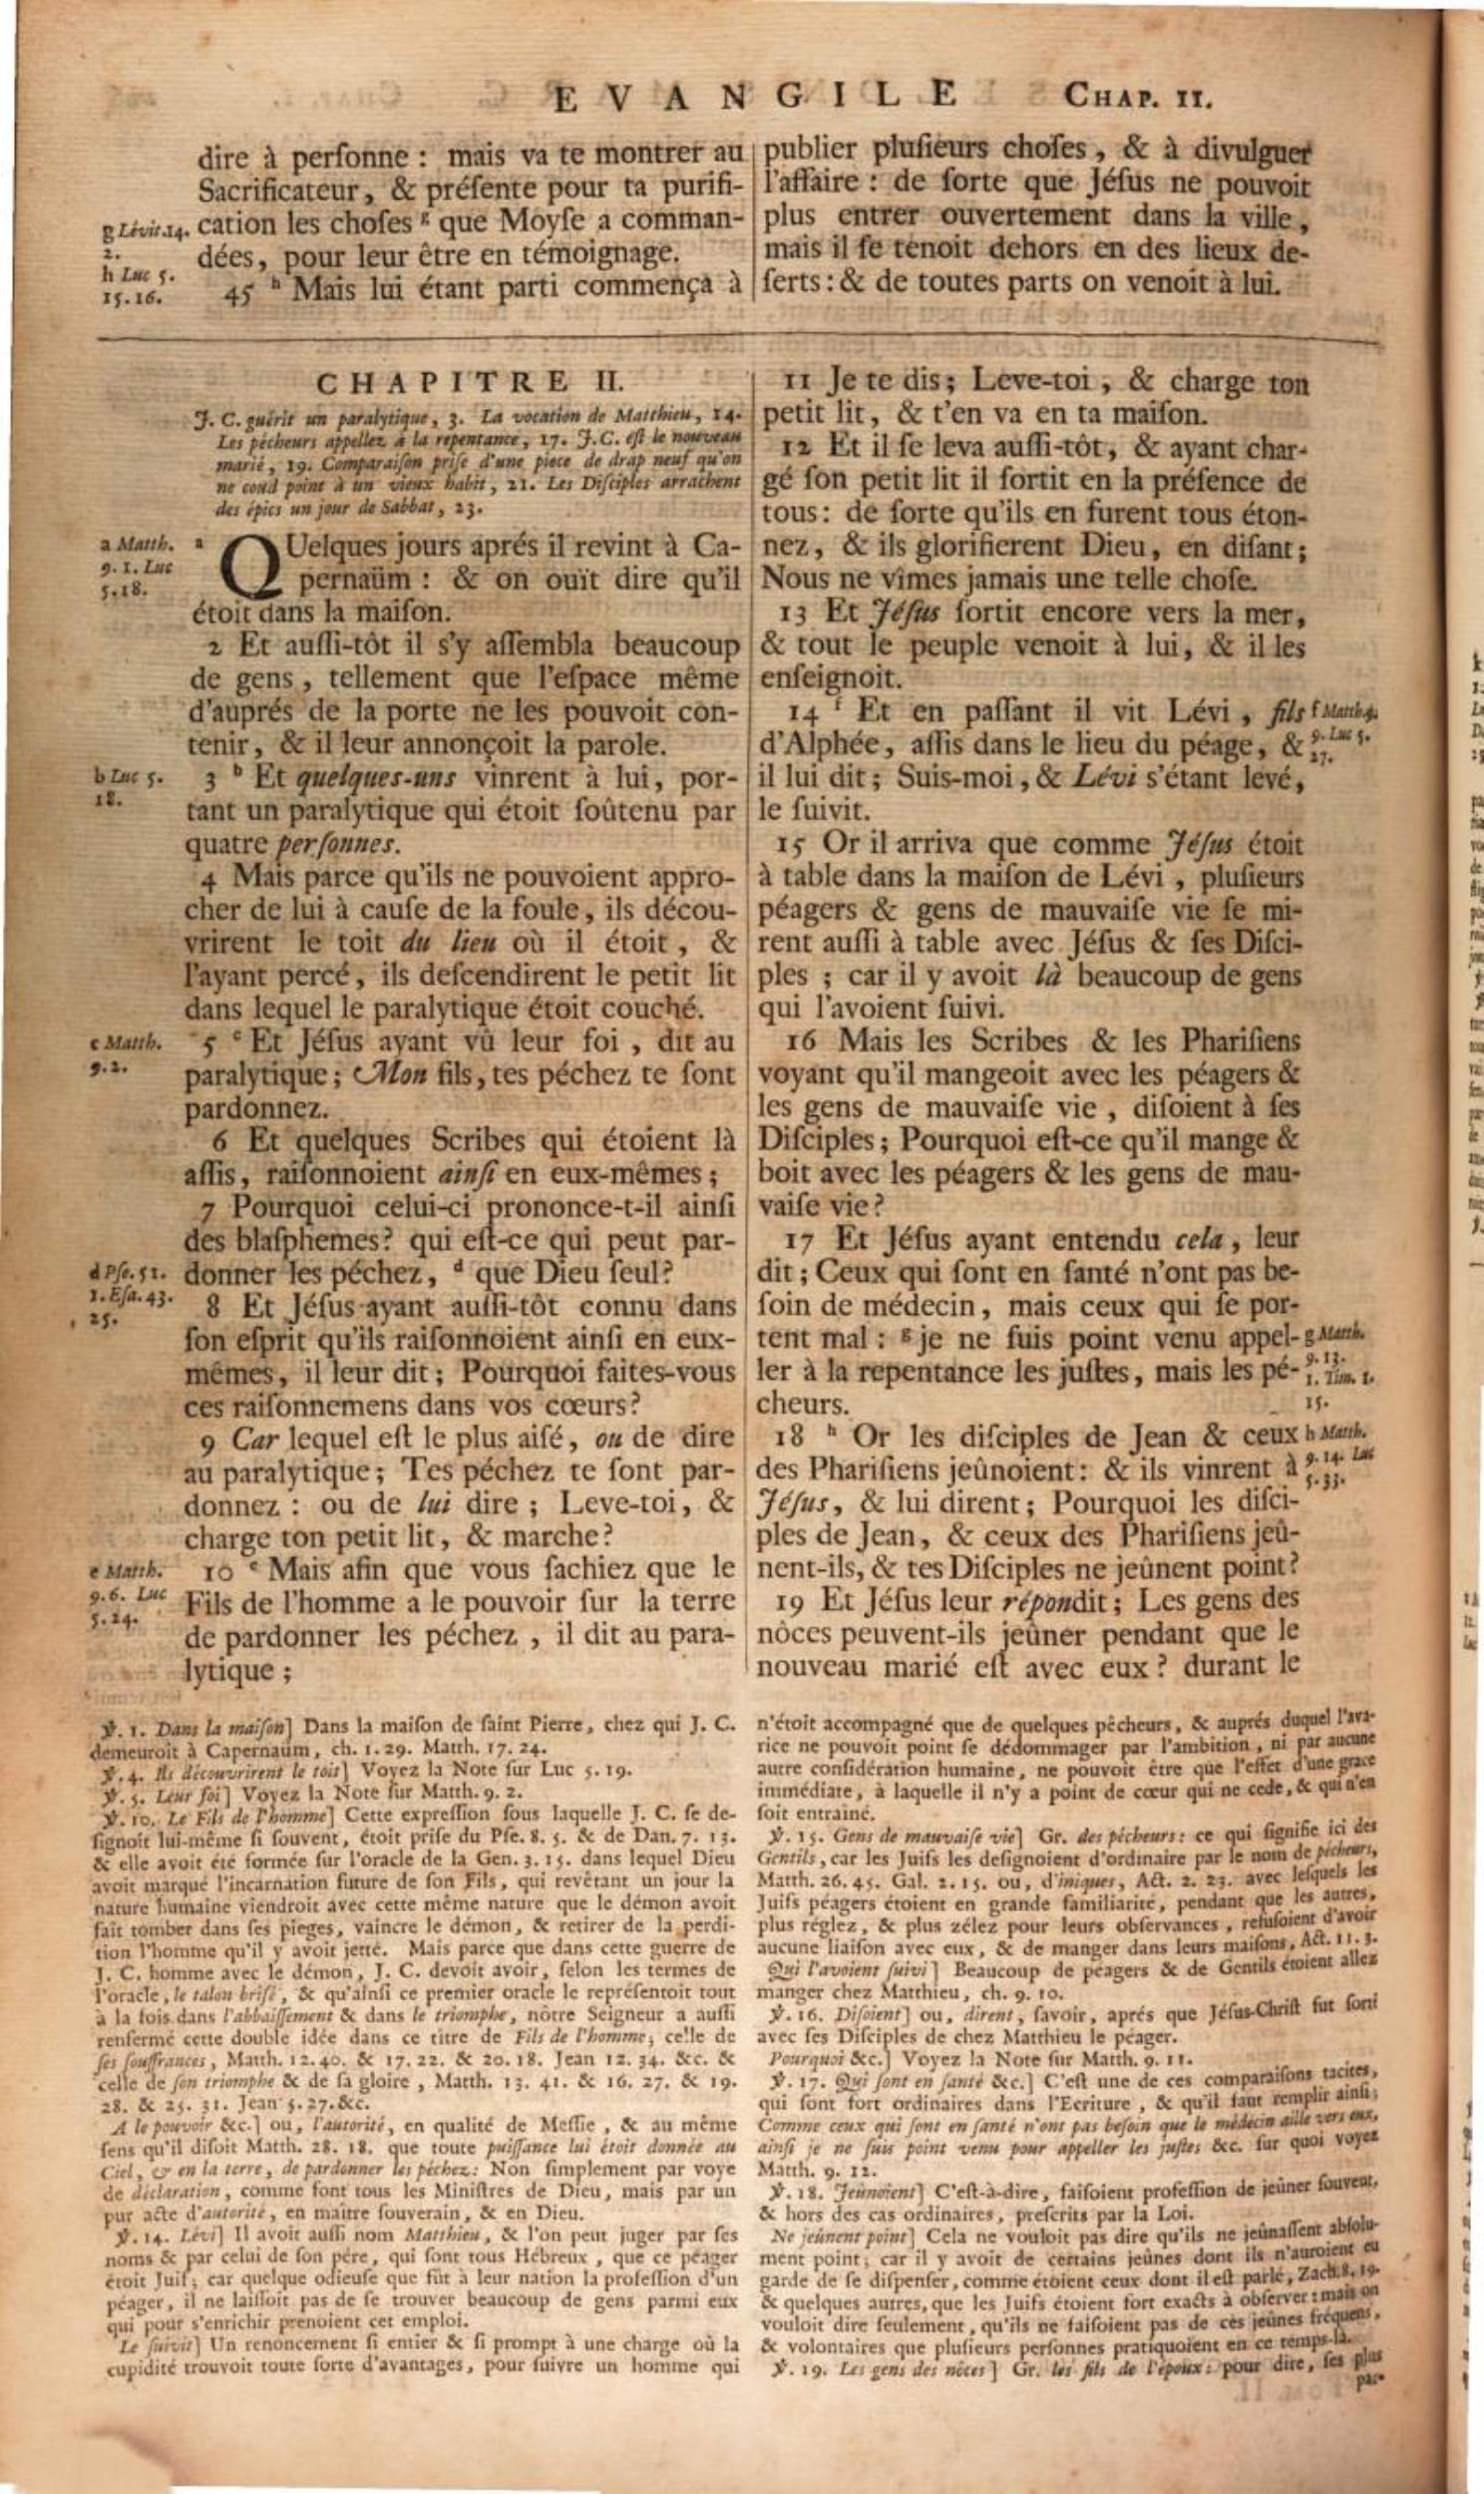 EVANGILE CHAP. II.
dire à perſonne : mais va te montrer au
Sacrificateur, & préſente pour ta purifi-
cation les choſes g que Moyſe a comman-
dées, pour leur être en témoignage.
45 h Mais lui étant parti commença à
g Lévit. 14.
2.
h Luc 5.
15. 16.
publier pluſieurs choſes, & à divulguer
l'affaire : de ſorte que Jéſus ne pouvoit
plus entrer ouvertement dans la ville,
mais il ſe tenoit dehors en des lieux de-
ſerts : & de toutes parts on venoit à lui.
CHAPITRE II.
J. C. guérit un paralytique, 3. La vocation de Matthieu, 14.
Les pécheurs appellez à la repentance, 17. J. C. eſt le nouveau
marié, 19. Comparaiſon priſe d'une piece de drap neuf qu'on
ne coud point à un vieux habit, 21. Les Diſciples arrachent
des épics un jour de Sabbat, 23.
a Matth.
9. 1. Luc
5. 18.
a QUelques jours aprés il revint à Ca-
pernaüm : & on ouït dire qu'il
étoit dans la maiſon.
2 Et auſſi-tôt il s'y aſſembla beaucoup
de gens, tellement que l'eſpace même
d'auprés de la porte ne les pouvoit con-
tenir, & il leur annonçoit la parole.
b Luc 5.
18.
3 b Et quelques-uns vinrent à lui, por-
tant un paralytique qui étoit ſoûtenu par
quatre perſonnes.
4 Mais parce qu'ils ne pouvoient appro-
cher de lui à cauſe de la foule, ils décou-
vrirent le toit du lieu où il étoit, &
l'ayant percé, ils deſcendirent le petit lit
dans lequel le paralytique étoit couché.
c Matth.
9. 2.
5 c Et Jéſus ayant vû leur foi, dit au
paralytique ; Mon fils, tes péchez te ſont
pardonnez.
6 Et quelques Scribes qui étoient là
aſſis, raiſonnoient ainſi en eux-mêmes ;
7 Pourquoi celui-ci prononce-t-il ainſi
des blaſphemes ? qui eſt-ce qui peut par-
donner les péchez, d que Dieu ſeul ?
d Pſe. 51.
1. Eſa. 43.
25.
8 Et Jéſus ayant auſſi-tôt connu dans
ſon eſprit qu'ils raiſonnoient ainſi en eux-
mêmes, il leur dit ; Pourquoi faites-vous
ces raiſonnemens dans vos cœurs ?
9 Car lequel eſt le plus aiſé, ou de dire
au paralytique ; Tes péchez te ſont par-
donnez : ou de lui dire ; Leve-toi, &
charge ton petit lit, & marche ?
e Matth.
9. 6. Luc
5. 24.
10 e Mais afin que vous ſachiez que le
Fils de l'homme a le pouvoir ſur la terre
de pardonner les péchez, il dit au para-
lytique ;
11 Je te dis ; Leve-toi, & charge ton
petit lit, & t'en va en ta maiſon.
12 Et il ſe leva auſſi-tôt, & ayant char-
gé ſon petit lit il ſortit en la préſence de
tous : de ſorte qu'ils en furent tous éton-
nez, & ils glorifierent Dieu, en diſant ;
Nous ne vîmes jamais une telle choſe.
13 Et Jéſus ſortit encore vers la mer,
& tout le peuple venoit à lui, & il les
enſeignoit.
14 f Et en paſſant il vit Lévi, fils
d'Alphée, aſſis dans le lieu du péage, &
il lui dit ; Suis-moi, & Lévi s'étant levé,
le ſuivit.
f Matth. 9.
9. Luc 5.
27.
15 Or il arriva que comme Jéſus étoit
à table dans la maiſon de Lévi, pluſieurs
péagers & gens de mauvaiſe vie ſe mi-
rent auſſi à table avec Jéſus & ſes Diſci-
ples ; car il y avoit là beaucoup de gens
qui l'avoient ſuivi.
16 Mais les Scribes & les Phariſiens
voyant qu'il mangeoit avec les péagers &
les gens de mauvaiſe vie, diſoient à ſes
Diſciples ; Pourquoi eſt-ce qu'il mange &
boit avec les péagers & les gens de mau-
vaiſe vie ?
17 Et Jéſus ayant entendu cela, leur
dit ; Ceux qui ſont en ſanté n'ont pas be-
ſoin de médecin, mais ceux qui ſe por-
tent mal : g je ne ſuis point venu appel-
ler à la repentance les juſtes, mais les pé-
cheurs.
g Matth.
9. 13.
1. Tim. 1.
15.
18 h Or les diſciples de Jean & ceux
des Phariſiens jeûnoient : & ils vinrent à
Jéſus, & lui dirent ; Pourquoi les diſci-
ples de Jean, & ceux des Phariſiens jeû-
nent-ils, & tes Diſciples ne jeûnent point ?
h Matth.
9. 14. Luc
5. 33.
19 Et Jéſus leur répondit ; Les gens des
nôces peuvent-ils jeûner pendant que le
nouveau marié eſt avec eux ? durant le
℣. 1. Dans la maiſon] Dans la maiſon de ſaint Pierre, chez qui J. C.
demeuroit à Capernaüm, ch. 1. 29. Matth. 17. 24.
℣. 4. Ils découvrirent le toit] Voyez la Note ſur Luc 5. 19.
℣. 5. Leur foi] Voyez la Note ſur Matth. 9. 2.
℣. 10. Le Fils de l'homme] Cette expreſſion ſous laquelle J. C. ſe de-
ſignoit lui-même ſi ſouvent, étoit priſe du Pſe. 8. 5. & de Dan. 7. 13.
& elle avoit été formée ſur l'oracle de la Gen. 3. 15. dans lequel Dieu
avoit marqué l'incarnation future de ſon Fils, qui revêtant un jour la
nature humaine viendroit avec cette même nature que le démon avoit
fait tomber dans ſes pieges, vaincre le démon, & retirer de la perdi-
tion l'homme qu'il y avoit jetté. Mais parce que dans cette guerre de
J. C. homme avec le démon, J. C. devoit avoir, ſelon les termes de
l'oracle, le talon briſé, & qu'ainſi ce premier oracle le repréſentoit tout
à la fois dans l'abbaiſſement & dans le triomphe, nôtre Seigneur a auſſi
renfermé cette double idée dans ce titre de Fils de l'homme ; celle de
ſes ſouffrances, Matth. 12. 40. & 17. 22. & 20. 18. Jean 12. 34. &c. &
celle de ſon triomphe & de ſa gloire, Matth. 13. 41. & 16. 27. & 19.
28. & 25. 31. Jean 5. 27. &c.
A le pouvoir &c.] ou, l'autorité, en qualité de Meſſie, & au même
ſens qu'il diſoit Matth. 28. 18. que toute puiſſance lui étoit donnée au
Ciel, & en la terre, de pardonner les péchez : Non ſimplement par voye
de déclaration, comme font tous les Miniſtres de Dieu, mais par un
pur acte d'autorité, en maître ſouverain, & en Dieu.
℣. 14. Lévi] Il avoit auſſi nom Matthieu, & l'on peut juger par ſes
noms & par celui de ſon pére, qui ſont tous Hébreux, que ce péager
étoit Juif ; car quelque odieuſe que fût à leur nation la profeſſion d'un
péager, il ne laiſſoit pas de ſe trouver beaucoup de gens parmi eux
qui pour s'enrichir prenoient cet emploi.
Le ſuivit] Un renoncement ſi entier & ſi prompt à une charge où la
cupidité trouvoit toute ſorte d'avantages, pour ſuivre un homme qui
n'étoit accompagné que de quelques pêcheurs, & auprés duquel l'ava-
rice ne pouvoit point ſe dédommager par l'ambition, ni par aucune
autre conſidération humaine, ne pouvoit être que l'effet d'une grace
immédiate, à laquelle il n'y a point de cœur qui ne cede, & qui n'en
ſoit entraîné.
℣. 15. Gens de mauvaiſe vie] Gr. des pécheurs : ce qui ſignifie ici des
Gentils, car les Juifs les deſignoient d'ordinaire par le nom de pécheurs,
Matth. 26. 45. Gal. 2. 15. ou, d'iniques, Act. 2. 23. avec leſquels les
Juifs péagers étoient en grande familiarité, pendant que les autres,
plus réglez, & plus zélez pour leurs obſervances, refuſoient d'avoir
aucune liaiſon avec eux, & de manger dans leurs maiſons, Act. 11. 3.
Qui l'avoient ſuivi] Beaucoup de péagers & de Gentils étoient allez
manger chez Matthieu, ch. 9. 10.
℣. 16. Diſoient] ou, dirent, ſavoir, aprés que Jéſus-Chriſt fut ſorti
avec ſes Diſciples de chez Matthieu le péager.
Pourquoi &c.] Voyez la Note ſur Matth. 9. 11.
℣. 17. Qui ſont en ſanté &c.] C'eſt une de ces comparaiſons tacites,
qui ſont fort ordinaires dans l'Ecriture, & qu'il faut remplir ainſi ;
Comme ceux qui ſont en ſanté n'ont pas beſoin que le médecin aille vers eux,
ainſi je ne ſuis point venu pour appeller les juſtes &c. ſur quoi voyez
Matth. 9. 12.
℣. 18. Jeûnoient] C'eſt-à-dire, faiſoient profeſſion de jeûner ſouvent,
& hors des cas ordinaires, preſcrits par la Loi.
Ne jeûnent point] Cela ne vouloit pas dire qu'ils ne jeûnaſſent abſolu-
ment point ; car il y avoit de certains jeûnes dont ils n'auroient eu
garde de ſe diſpenſer, comme étoient ceux dont il eſt parlé, Zach. 8. 19.
& quelques autres, que les Juifs étoient fort exacts à obſerver : mais on
vouloit dire ſeulement, qu'ils ne faiſoient pas de ces jeûnes fréquens,
& volontaires que pluſieurs perſonnes pratiquoient en ce temps-là.
℣. 19. Les gens des nôces] Gr. les fils de l'époux : pour dire, ſes plus
par-